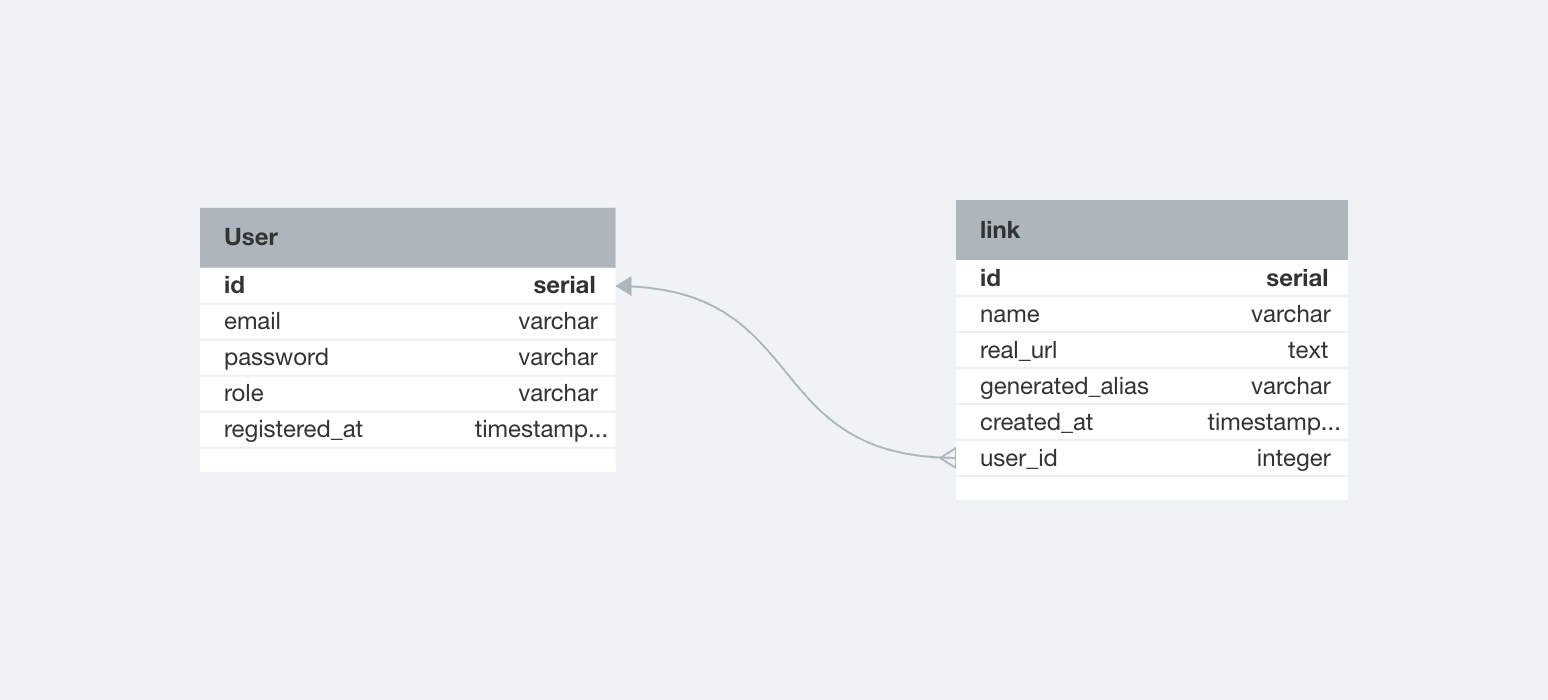 User
id serial
email varchar
password varchar
role varchar
registered_at timestamp...
link
id serial
name varchar
real_url text
generated_alias varchar
created_at timestamp...
user_id integer